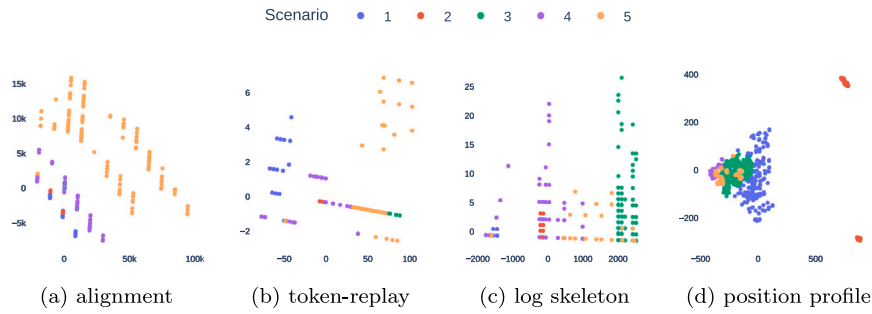 Scenario 1 2 3 4 5
15k
10k
5k
0
−5k
0 50k 100k
6
4
2
0
−2
−50 0 50 100
25
20
15
10
5
0
−2000 −1000 0 1000 2000
400
200
0
−200
−500 0 500
(a) alignment (b) token-replay (c) log skeleton (d) position profile